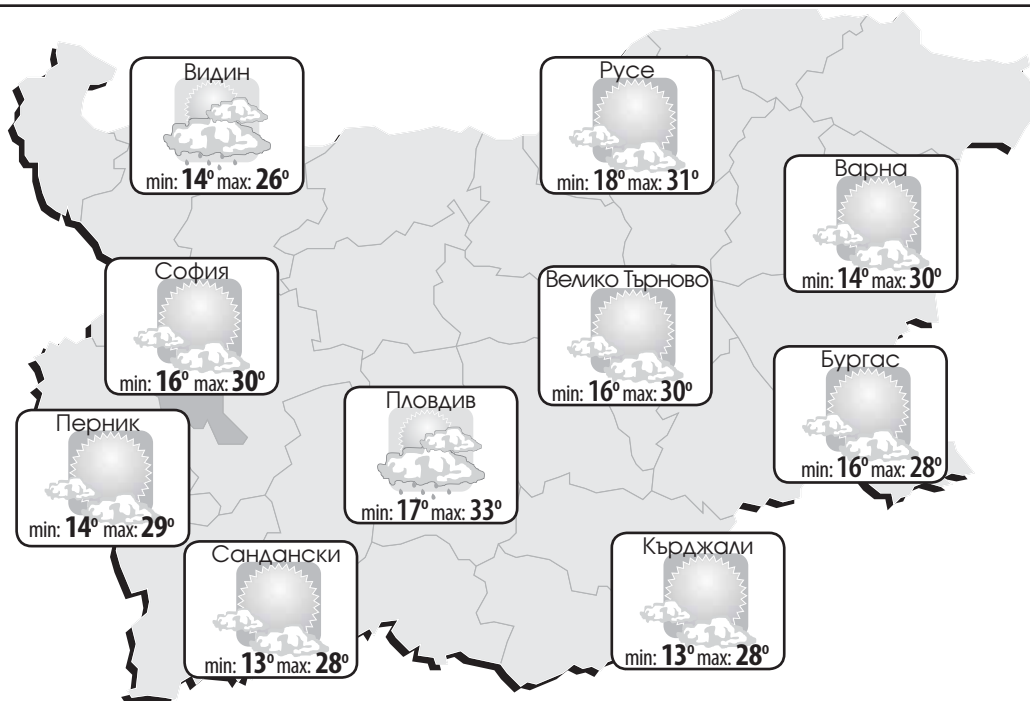 Видин
min: 14° max: 26°
Русе
min: 18° max: 31°
Варна
min: 14° max: 30°
София
min: 16° max: 30°
Велико Търново
min: 16° max: 30°
Бургас
min: 16° max: 28°
Пловдив
min: 17° max: 33°
Перник
min: 14° max: 29°
Сандански
min: 13° max: 28°
Кърджали
min: 13° max: 28°